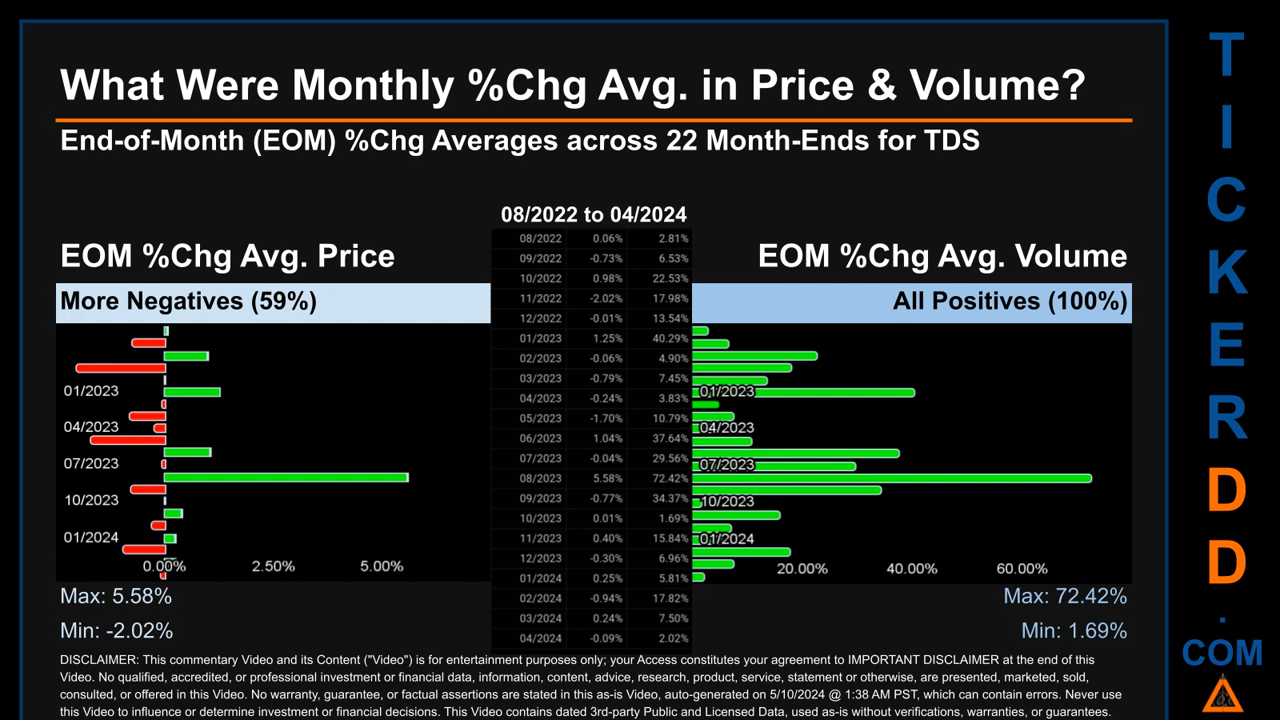 What Were Monthly %Chg Avg. in Price & Volume?
End-of-Month (EOM) %Chg Averages across 22 Month-Ends for TDS
08/2022 to 04/2024
EOM %Chg Avg. Price
More Negatives (59%)
01/2023
04/2023
07/2023
10/2023
01/2024
0.00% 2.50% 5.00%
Max: 5.58%
Min: -2.02%
08/2022 0.06% 2.81%
09/2022 -0.73% 6.53%
10/2022 0.98% 22.53%
11/2022 -2.02% 17.98%
12/2022 -0.01% 13.54%
01/2023 1.25% 40.29%
02/2023 -0.06% 4.90%
03/2023 -0.79% 7.45%
04/2023 -0.24% 3.83%
05/2023 -1.70% 10.79%
06/2023 1.04% 37.64%
07/2023 -0.04% 29.56%
08/2023 5.58% 72.42%
09/2023 -0.77% 34.37%
10/2023 0.01% 1.69%
11/2023 0.40% 15.84%
12/2023 -0.30% 6.96%
01/2024 0.25% 5.81%
02/2024 -0.94% 17.82%
03/2024 0.24% 7.50%
04/2024 -0.09% 2.02%
EOM %Chg Avg. Volume
All Positives (100%)
01/2023
04/2023
07/2023
10/2023
01/2024
20.00% 40.00% 60.00%
Max: 72.42%
Min: 1.69%
DISCLAIMER: This commentary Video and its Content ("Video") is for entertainment purposes only; your Access constitutes your agreement to IMPORTANT DISCLAIMER at the end of this
Video. No qualified, accredited, or professional investment or financial data, information, content, advice, research, product, service, statement or otherwise, are presented, marketed, sold,
consulted, or offered in this Video. No warranty, guarantee, or factual assertions are stated in this as-is Video, auto-generated on 5/10/2024 @ 1:38 AM PST, which can contain errors. Never use
this Video to influence or determine investment or financial decisions. This Video contains dated 3rd-party Public and Licensed Data, used as-is without verifications, warranties, or guarantees.
T
I
C
K
E
R
D
D
.
COM